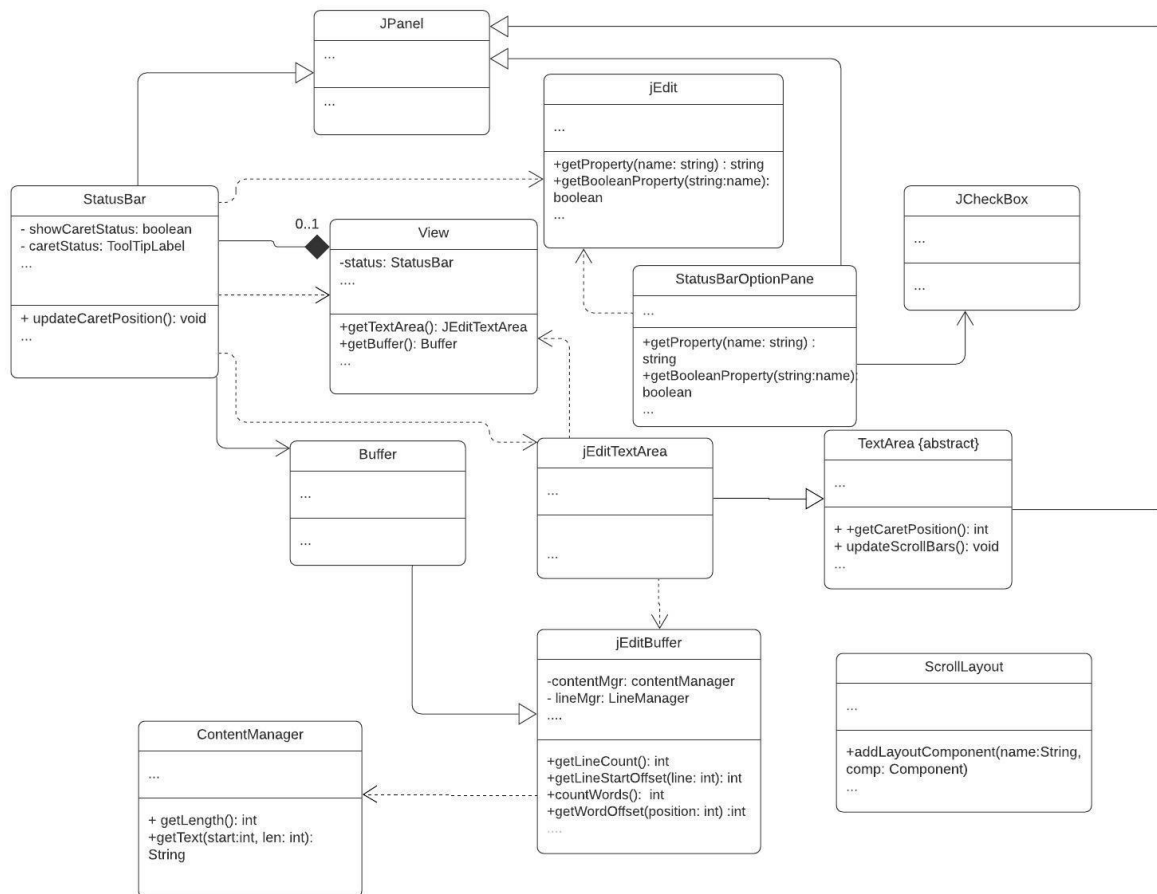 JPanel
...
...
jEdit
...
+getProperty(name: string) : string
+getBooleanProperty(string:name):
boolean
...
StatusBar
- showCaretStatus: boolean
- caretStatus: ToolTipLabel
...
+ updateCaretPosition(): void
...
0..1
View
-status: StatusBar
....
+getTextArea(): JEditTextArea
+getBuffer(): Buffer
...
JCheckBox
...
...
StatusBarOptionPane
...
+getProperty(name: string) :
string
+getBooleanProperty(string:name):
boolean
...
Buffer
...
...
jEditTextArea
...
...
TextArea {abstract}
...
+ +getCaretPosition(): int
+ updateScrollBars(): void
...
jEditBuffer
-contentMgr: contentManager
- lineMgr: LineManager
....
+getLineCount(): int
+getLineStartOffset(line: int): int
+countWords():  int
+getWordOffset(position: int) :int
....
ScrollLayout
...
+addLayoutComponent(name:String,
comp: Component)
...
ContentManager
...
+ getLength(): int
+getText(start:int, len: int):
String